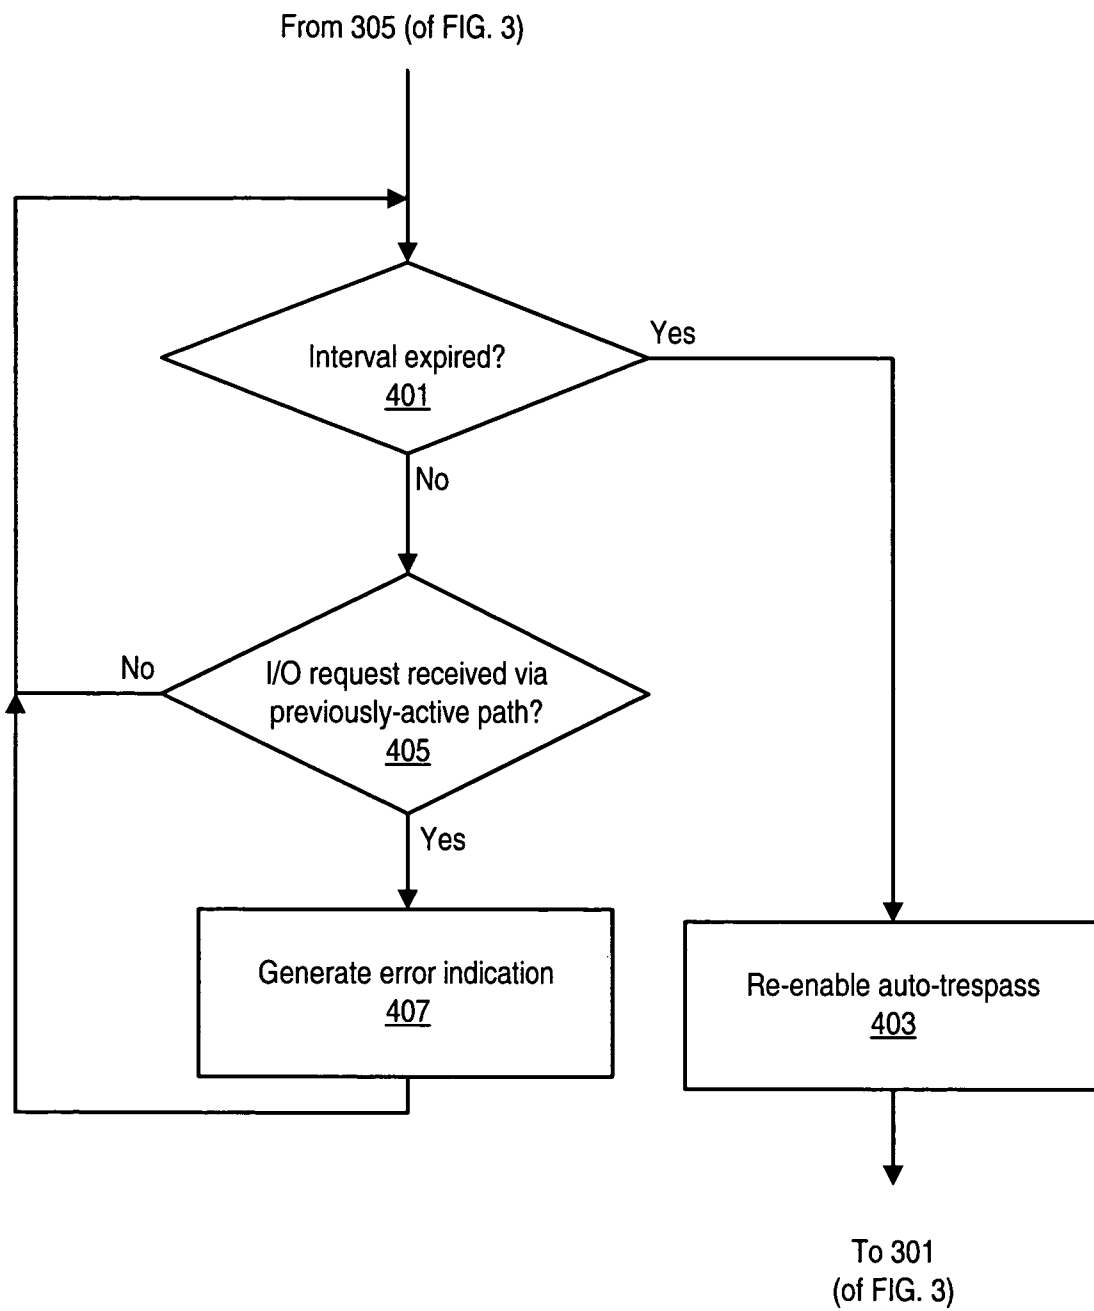 From 305 (of FIG. 3)
Yes
Interval expired?
401
No
No
I/O request received via
previously-active path?
405
Yes
Generate error indication
407
Re-enable auto-trespass
403
To 301
(of FIG. 3)